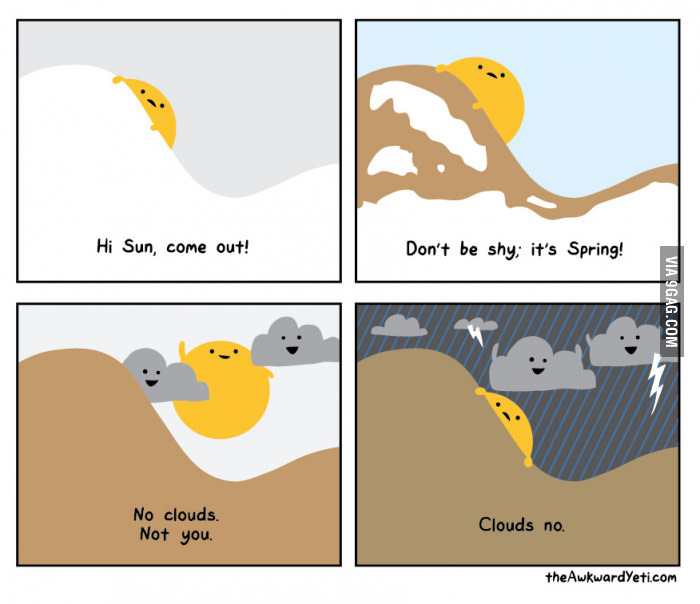 Hi Sun, come out!
Don't be shy; it's Spring!
VIA 9GAG.COM
No clouds.
Not you.
Clouds no.
theAwkwardYeti.com